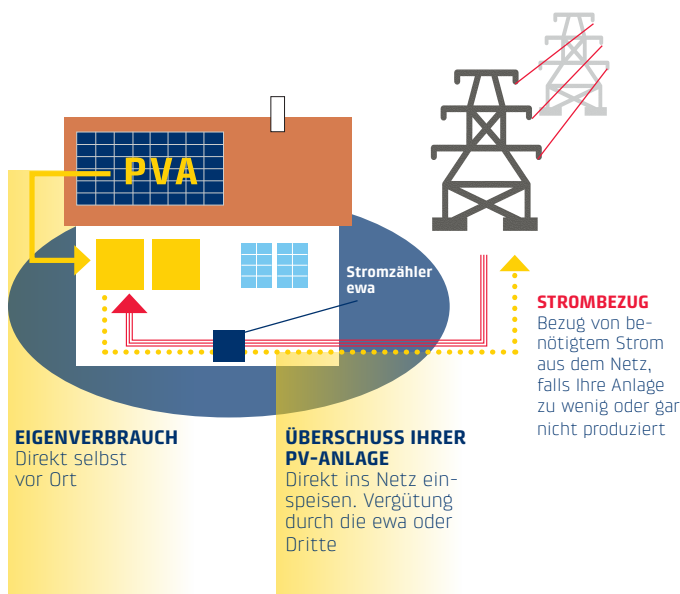 PVA
Stromzähler
ewa
STROMBEZUG
Bezug von be-
nötigtem Strom
aus dem Netz,
falls Ihre Anlage
zu wenig oder gar
nicht produziert
EIGENVERBRAUCH
Direkt selbst
vor Ort
ÜBERSCHUSS IHRER
PV-ANLAGE
Direkt ins Netz ein-
speisen. Vergütung
durch die ewa oder
Dritte